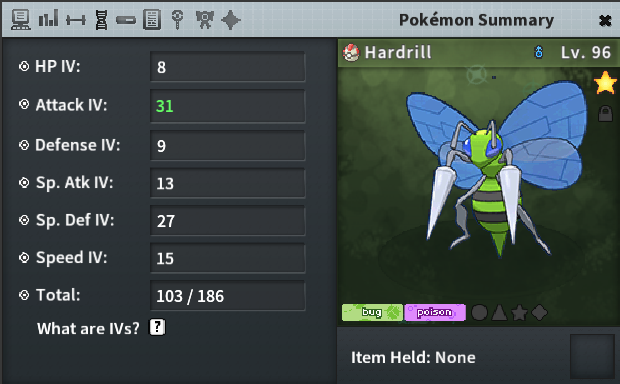 Pokémon Summary
HP IV: 8
Attack IV: 31
Defense IV: 9
Sp. Atk IV: 13
Sp. Def IV: 27
Speed IV: 15
Total: 103 / 186
What are IVs? ?
Hardrill Lv. 96
bug poison
Item Held: None